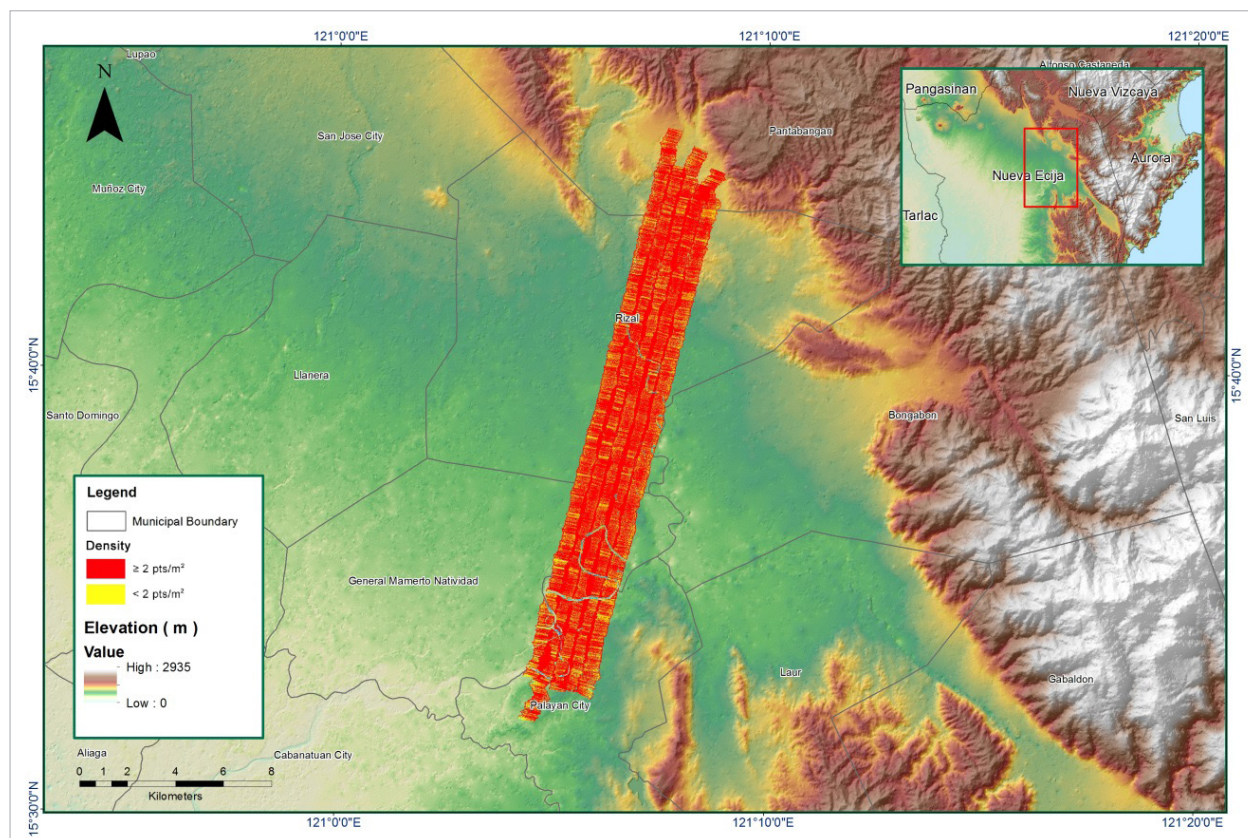 121°0'0"E
121°10'0"E
121°20'0"E
Lupao
N
San Jose City
Muñoz City
Pantabangan
Alfonso Castaneda
Pangasinan
Nueva Vizcaya
Aurora
Nueva Ecija
Tarlac
Rizal
15°40'0"N
15°40'0"N
Llanera
Santo Domingo
Bongabon
San Luis
General Mamerto Natividad
Laur
Gabaldon
Palayan City
Aliaga
Cabanatuan City
Legend
Municipal Boundary
Density
≥ 2 pts/m²
< 2 pts/m²
Elevation ( m )
Value
High : 2935
Low : 0
0 1 2 4 6 8
Kilometers
15°30'0"N
15°30'0"N
121°0'0"E
121°10'0"E
121°20'0"E